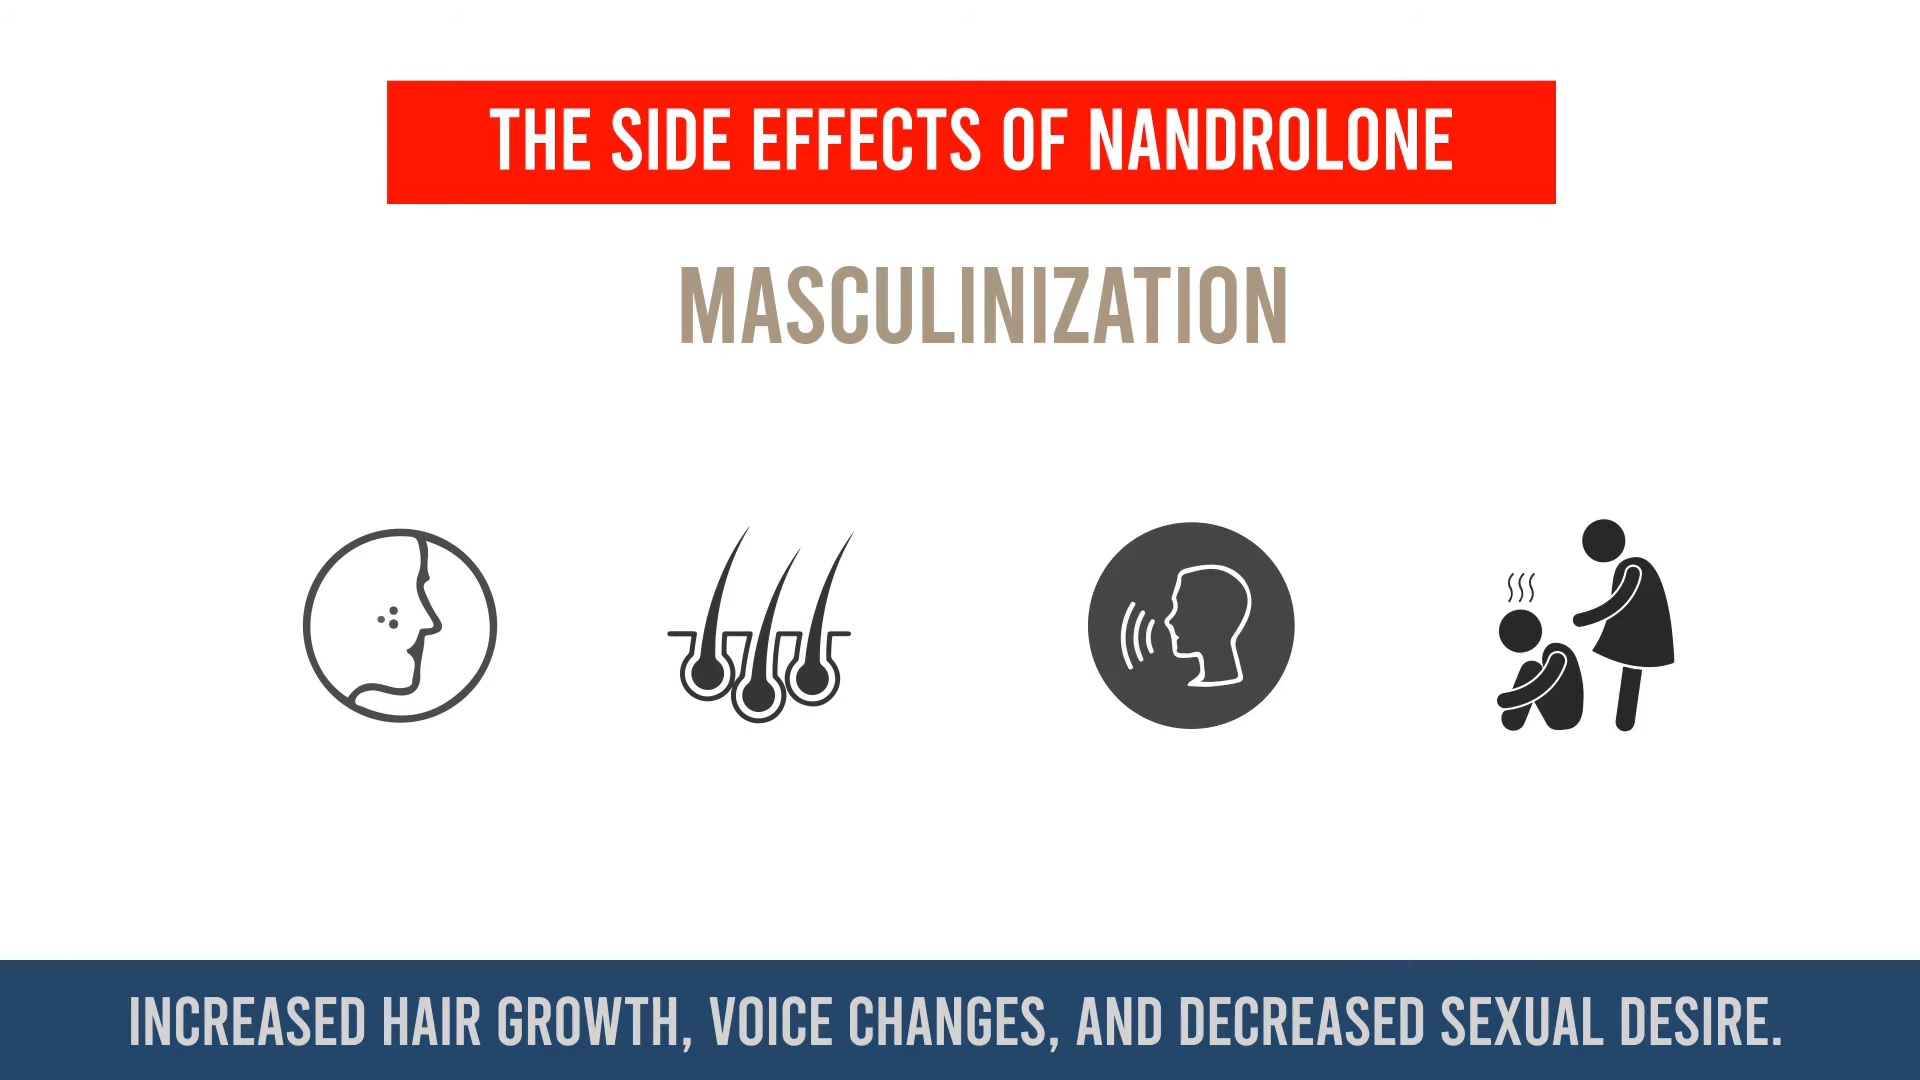 THE SIDE EFFECTS OF NANDROLONE
MASCULINIZATION
INCREASED HAIR GROWTH, VOICE CHANGES, AND DECREASED SEXUAL DESIRE.